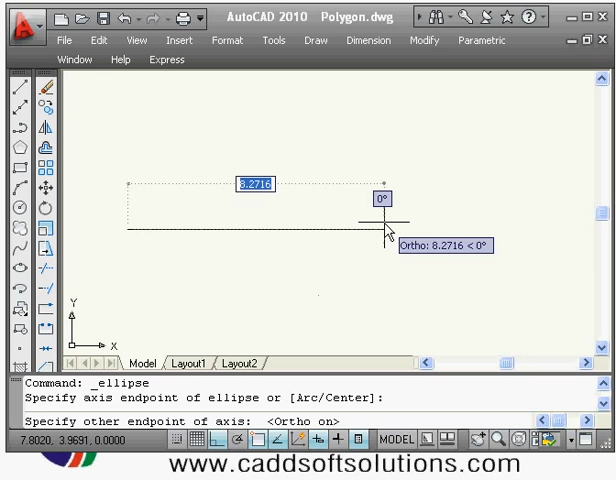 AutoCAD 2010 Polygon.dwg
File Edit View Insert Format Tools Draw Dimension Modify Parametric
Window Help Express
8.2716
0°
Ortho: 8.2716 < 0°
Y
X
Model Layout1 Layout2
Command: _ellipse
Specify axis endpoint of ellipse or [Arc/Center]:
Specify other endpoint of axis: <Ortho on>
7.8020, 3.9691, 0.0000 MODEL
www.caddsoftsolutions.com